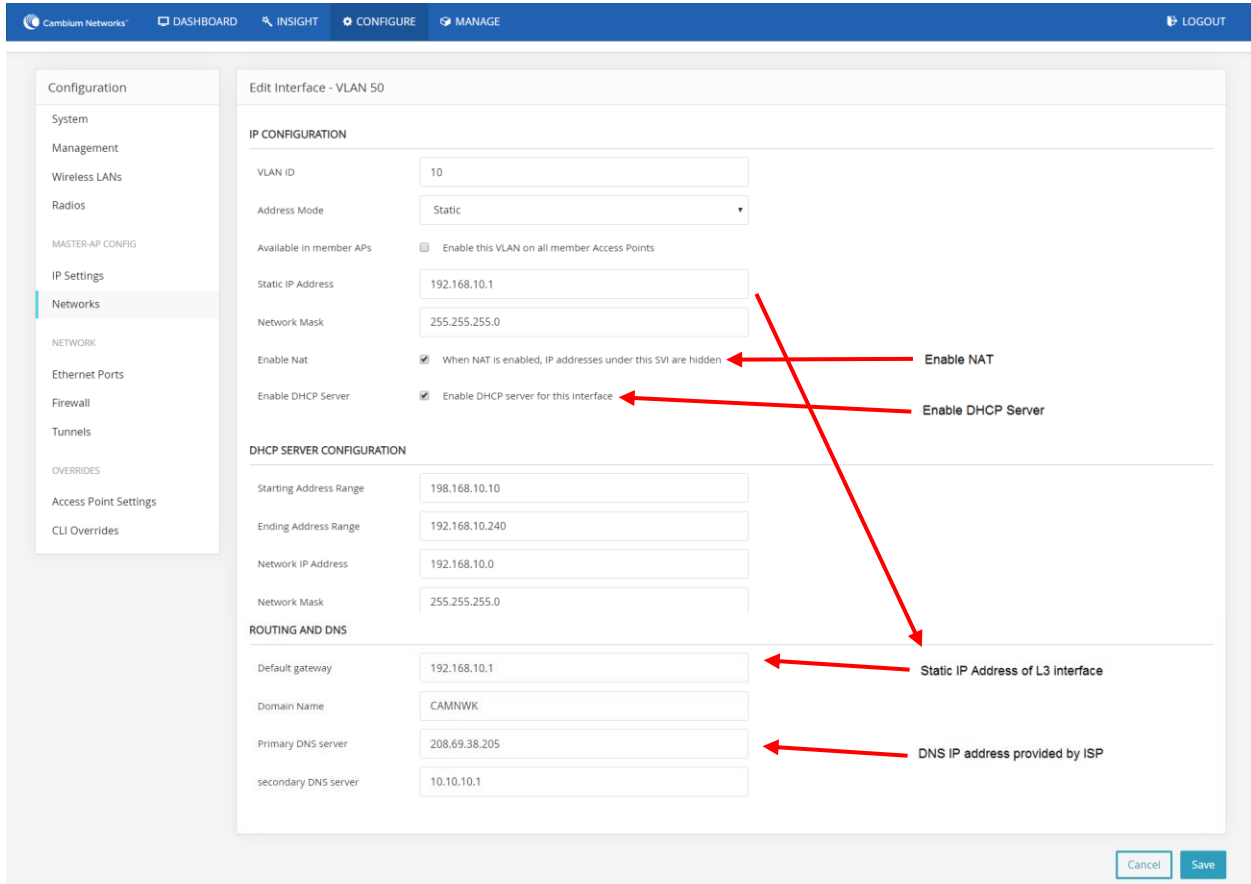 Cambium Networks™ DASHBOARD INSIGHT CONFIGURE MANAGE LOGOUT
Configuration
System
Management
Wireless LANs
Radios
MASTER-AP CONFIG
IP Settings
Networks
NETWORK
Ethernet Ports
Firewall
Tunnels
OVERRIDES
Access Point Settings
CLI Overrides
Edit Interface - VLAN 50
IP CONFIGURATION
VLAN ID 10
Address Mode Static
Available in member APs Enable this VLAN on all member Access Points
Static IP Address 192.168.10.1
Network Mask 255.255.255.0
Enable Nat When NAT is enabled, IP addresses under this SVI are hidden Enable NAT
Enable DHCP Server Enable DHCP server for this interface Enable DHCP Server
DHCP SERVER CONFIGURATION
Starting Address Range 198.168.10.10
Ending Address Range 192.168.10.240
Network IP Address 192.168.10.0
Network Mask 255.255.255.0
ROUTING AND DNS
Default gateway 192.168.10.1 Static IP Address of L3 interface
Domain Name CAMNWK
Primary DNS server 208.69.38.205 DNS IP address provided by ISP
secondary DNS server 10.10.10.1
Cancel Save